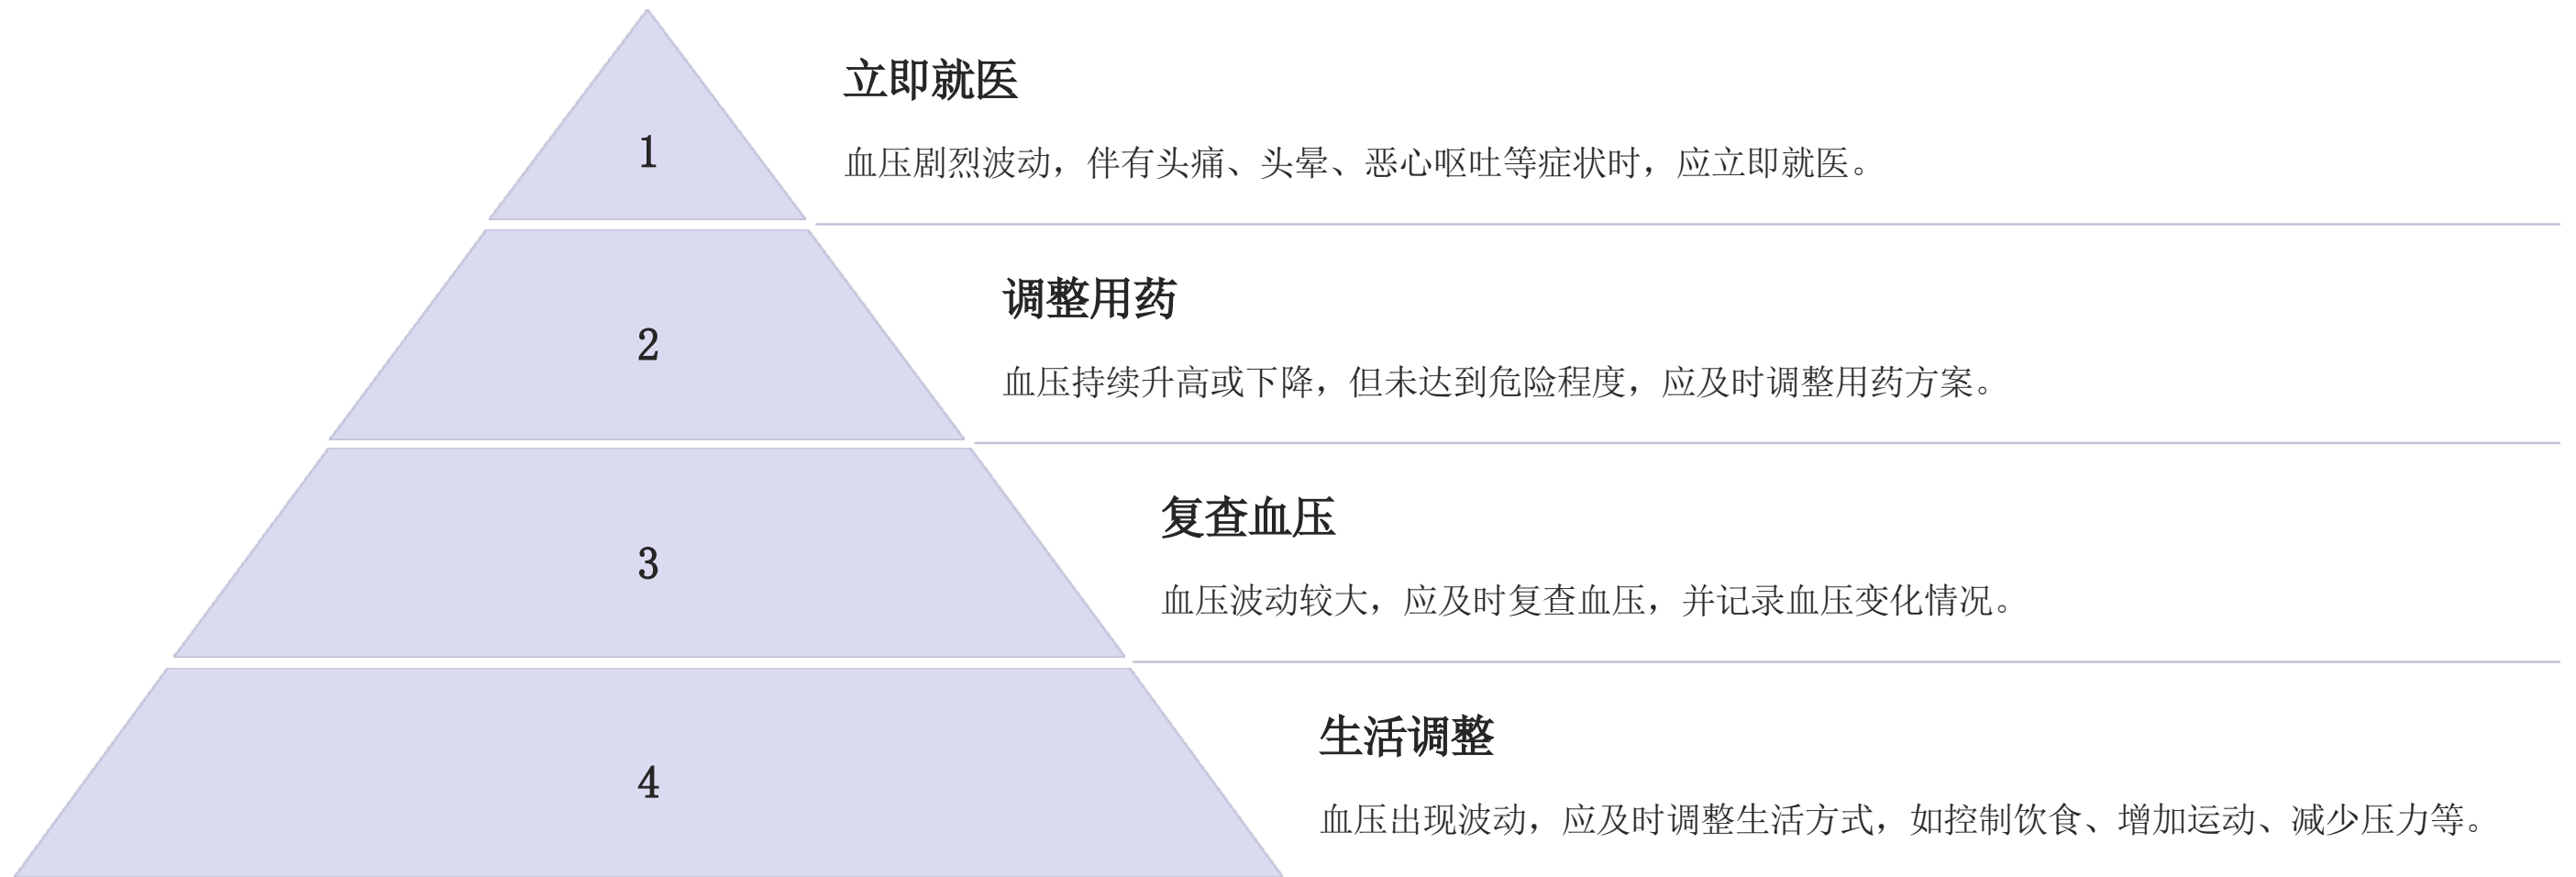 1
立即就医
血压剧烈波动，伴有头痛、头晕、恶心呕吐等症状时，应立即就医。
2
调整用药
血压持续升高或下降，但未达到危险程度，应及时调整用药方案。
3
复查血压
血压波动较大，应及时复查血压，并记录血压变化情况。
4
生活调整
血压出现波动，应及时调整生活方式，如控制饮食、增加运动、减少压力等。